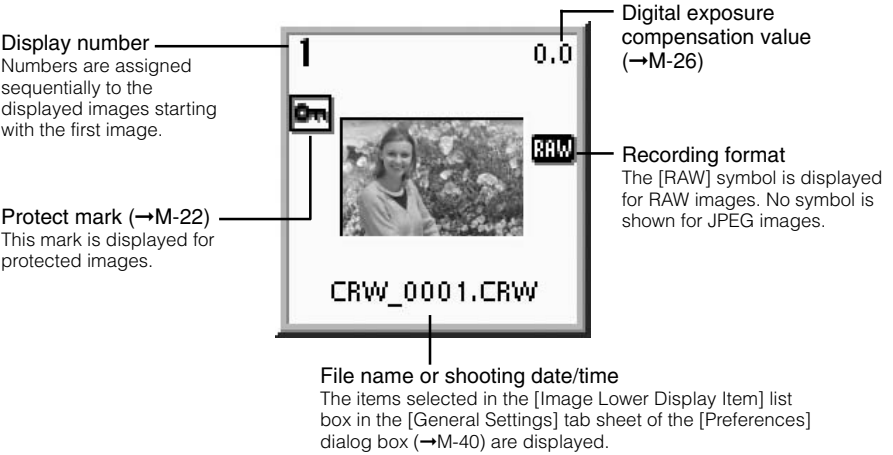 Display number
Numbers are assigned
sequentially to the
displayed images starting
with the first image.
Protect mark (→M-22)
This mark is displayed for
protected images.
1
0.0
RAW
CRW_0001.CRW
Digital exposure
compensation value
(→M-26)
Recording format
The [RAW] symbol is displayed
for RAW images. No symbol is
shown for JPEG images.
File name or shooting date/time
The items selected in the [Image Lower Display Item] list
box in the [General Settings] tab sheet of the [Preferences]
dialog box (→M-40) are displayed.